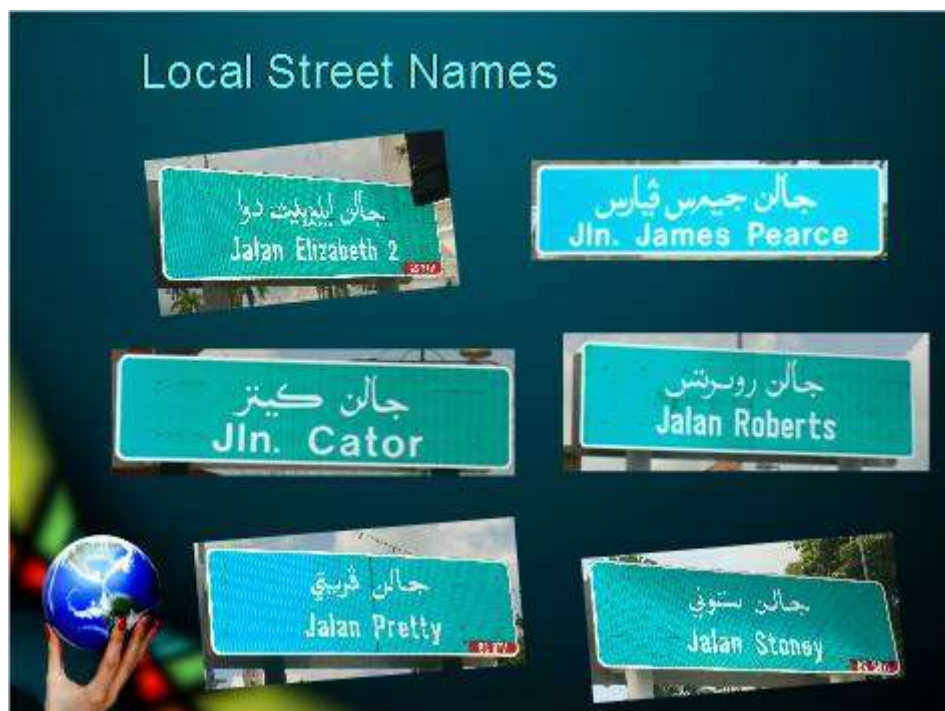 Local Street Names
جالن دوا
Jalan Elizabeth 2
جالن جيمس ڤيارس
Jln. James Pearce
جالن كيتر
Jln. Cator
جالن روبرتس
Jalan Roberts
جالن ڤريتي
Jalan Pretty
جالن ستوني
Jalan Stoney